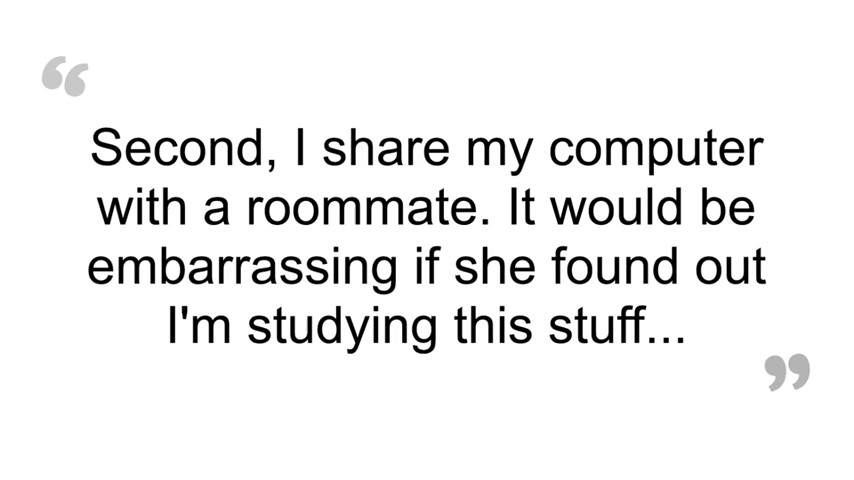 “
Second, I share my computer
with a roommate. It would be
embarrassing if she found out
I'm studying this stuff...
”